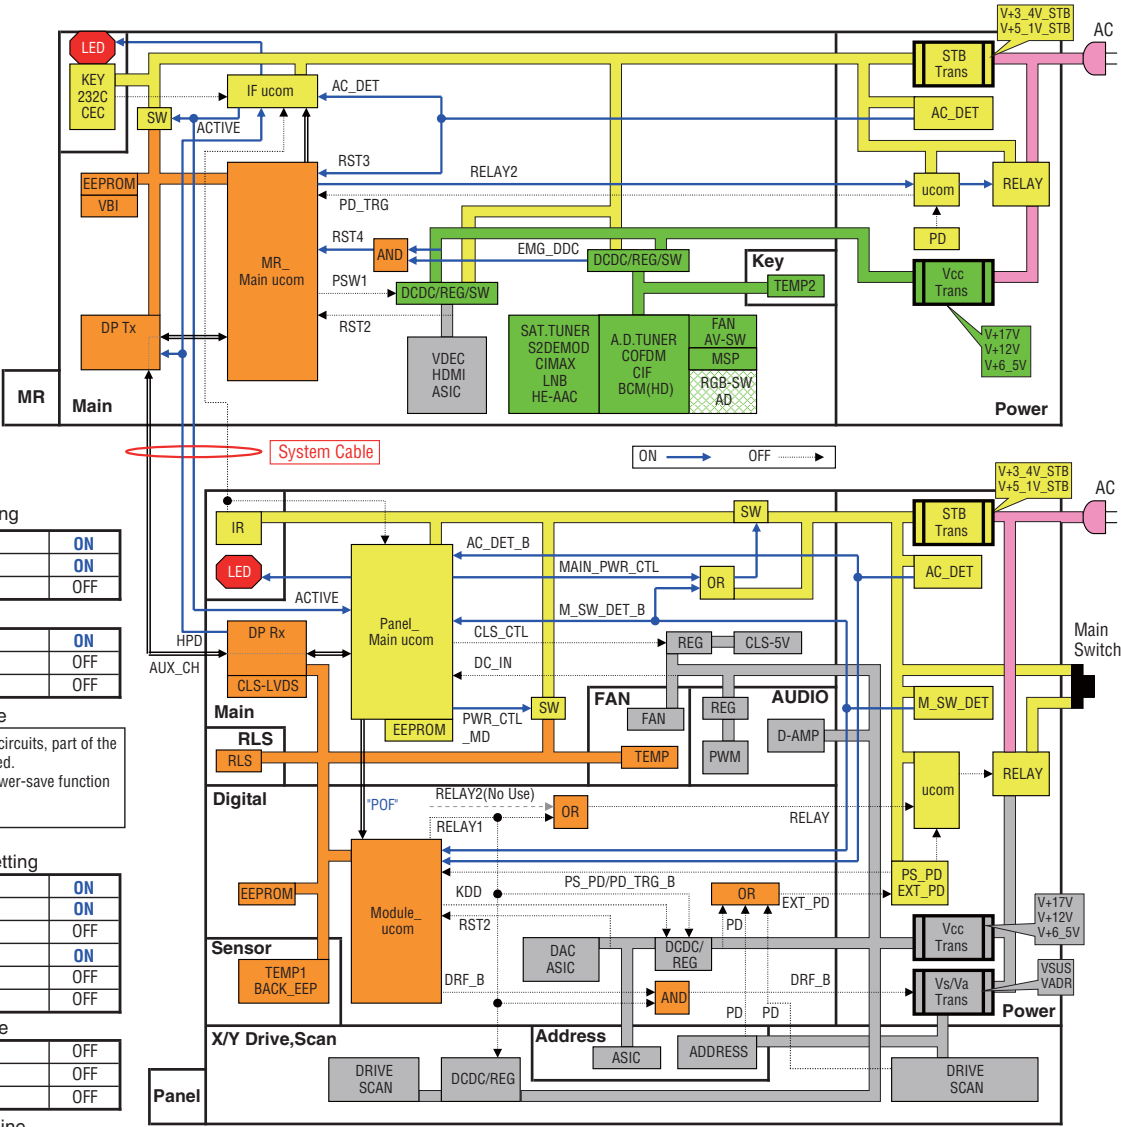 V+3_4V_STB
V+5_1V_STB
AC
LED
KEY
232C
CEC
SW
IF ucom
ACTIVE
AC_DET
STB
Trans
AC_DET
RST3
RELAY2
ucom
RELAY
PD_TRG
PD
EEPROM
VBI
MR_
Main ucom
RST4
AND
EMG_DDC
DCDC/REG/SW
Key
TEMP2
Vcc
Trans
PSW1
DCDC/REG/SW
RST2
V+17V
V+12V
V+6_5V
DP Tx
VDEC
HDMI
ASIC
SAT.TUNER
S2DEMOD
CIMAX
LNB
HE-AAC
A.D.TUNER
COFDM
CIF
BCM(HD)
FAN
AV-SW
MSP
RGB-SW
AD
MR
Main
Power
System Cable
ON
OFF
V+3_4V_STB
V+5_1V_STB
AC
ng
ON
ON
OFF
ON
OFF
OFF
e
circuits, part of the
ed.
wer-save function
etting
ON
ON
OFF
ON
OFF
OFF
e
OFF
OFF
OFF
ine
IR
LED
ACTIVE
HPD
AUX_CH
DP Rx
CLS-LVDS
Main
Panel_
Main ucom
EEPROM
AC_DET_B
MAIN_PWR_CTL
M_SW_DET_B
CLS_CTL
DC_IN
PWR_CTL
_MD
SW
OR
SW
STB
Trans
AC_DET
Main
Switch
REG
CLS-5V
FAN
FAN
REG
PWM
AUDIO
D-AMP
M_SW_DET
RLS
RLS
TEMP
ucom
RELAY
Digital
"POF"
RELAY2(No Use)
RELAY1
OR
RELAY
EEPROM
Module_
ucom
KDD
RST2
PS_PD/PD_TRG_B
OR
EXT_PD
PD
PS_PD
EXT_PD
V+17V
V+12V
V+6_5V
Vcc
Trans
Sensor
TEMP1
BACK_EEP
DAC
ASIC
DCDC/
REG
DRF_B
AND
DRF_B
PD
PD
Vs/Va
Trans
VSUS
VADR
Power
X/Y Drive,Scan
Address
ASIC
ADDRESS
DRIVE
SCAN
DCDC/REG
DRIVE
SCAN
Panel